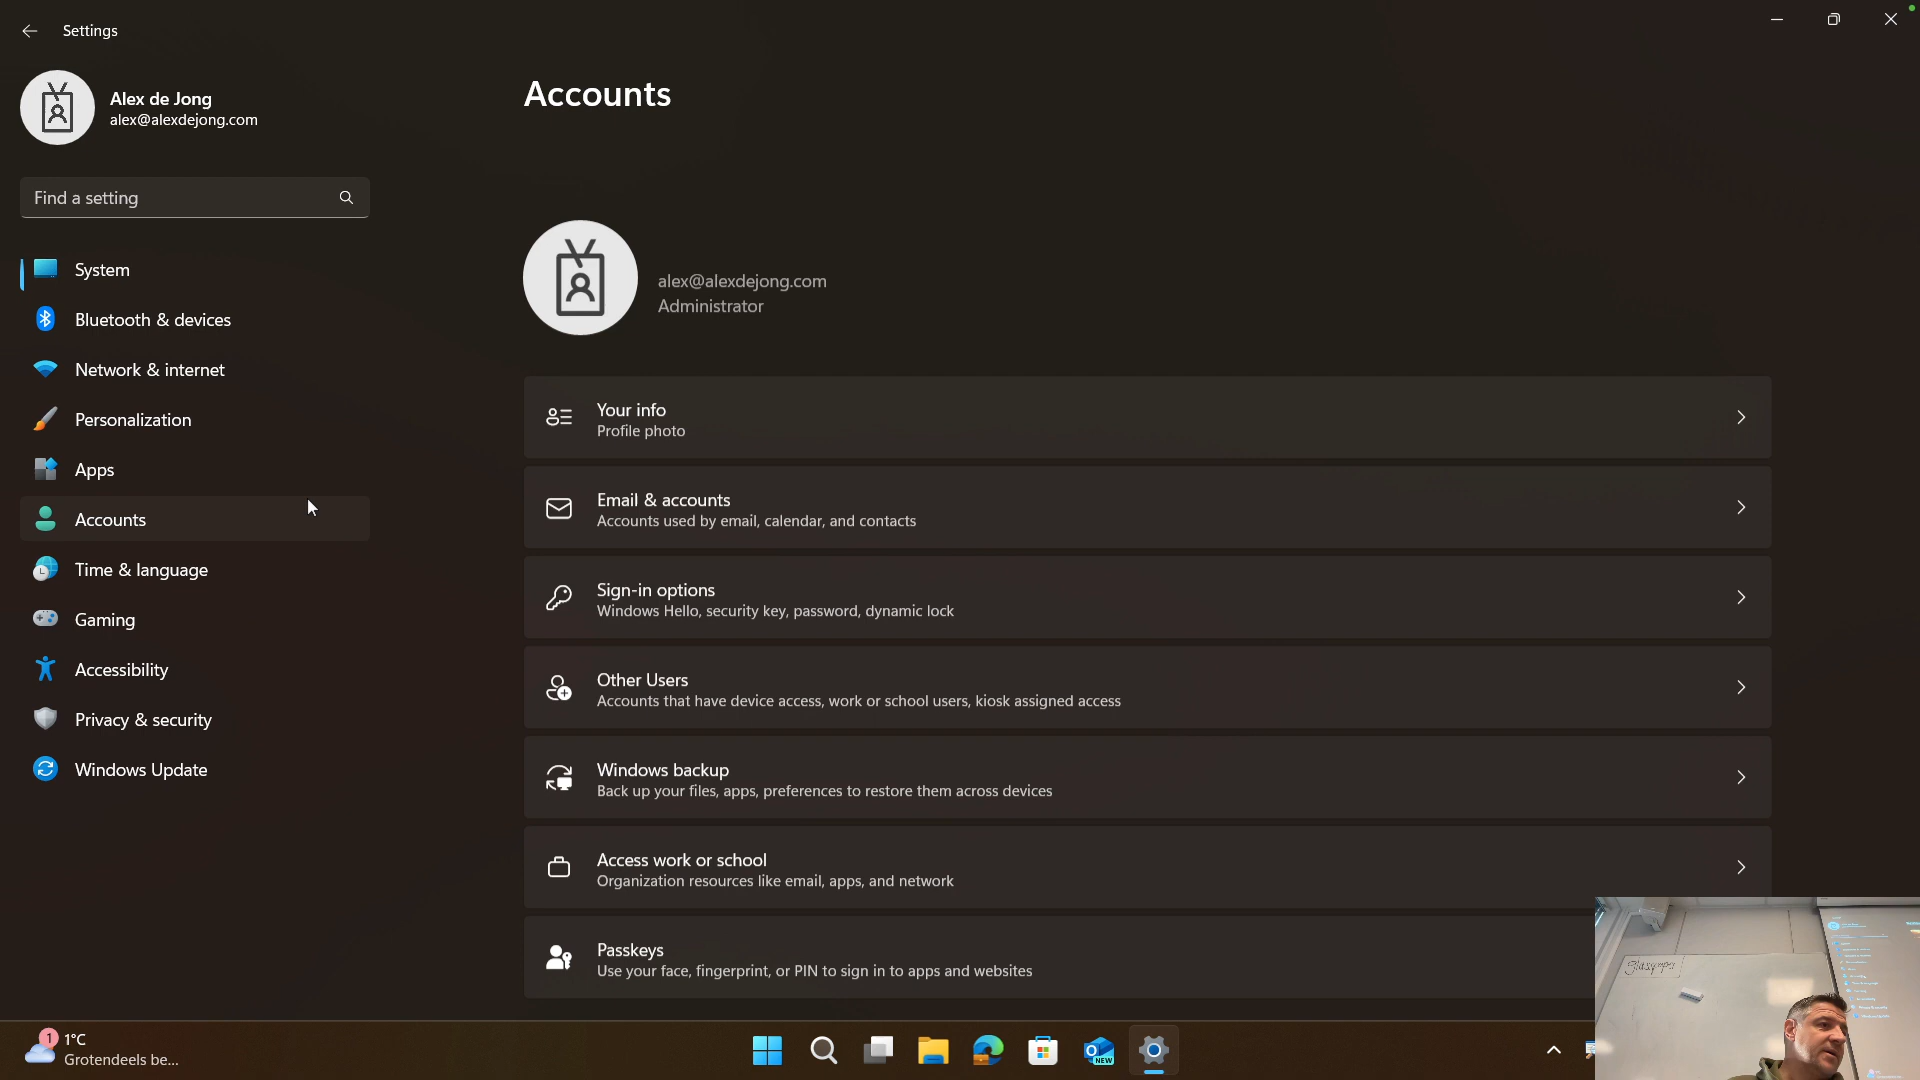 Settings
Alex de Jong
alex@alexdejong.com
Find a setting
System
Bluetooth & devices
Network & internet
Personalization
Apps
Accounts
Time & language
Gaming
Accessibility
Privacy & security
Windows Update
Accounts
alex@alexdejong.com
Administrator
Your info
Profile photo
Email & accounts
Accounts used by email, calendar, and contacts
Sign-in options
Windows Hello, security key, password, dynamic lock
Other Users
Accounts that have device access, work or school users, kiosk assigned access
Windows backup
Back up your files, apps, preferences to restore them across devices
Access work or school
Organization resources like email, apps, and network
Passkeys
Use your face, fingerprint, or PIN to sign in to apps and websites
1
1°C
Grotendeels be...
NEW